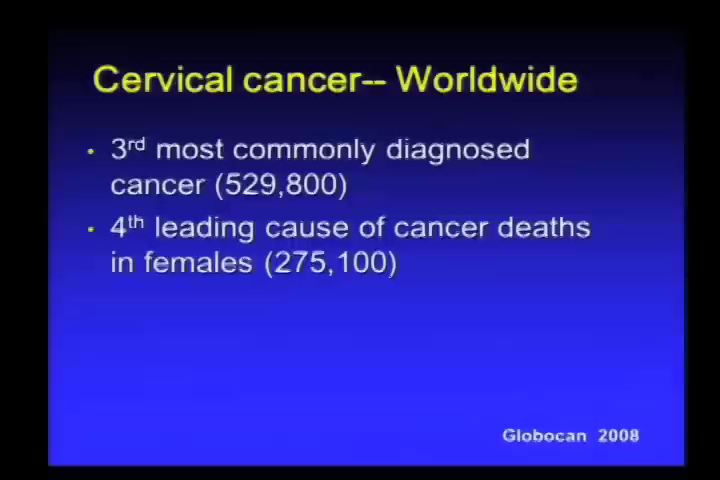 Cervical cancer-- Worldwide
• 3rd most commonly diagnosed
cancer (529,800)
• 4th leading cause of cancer deaths
in females (275,100)
Globocan 2008